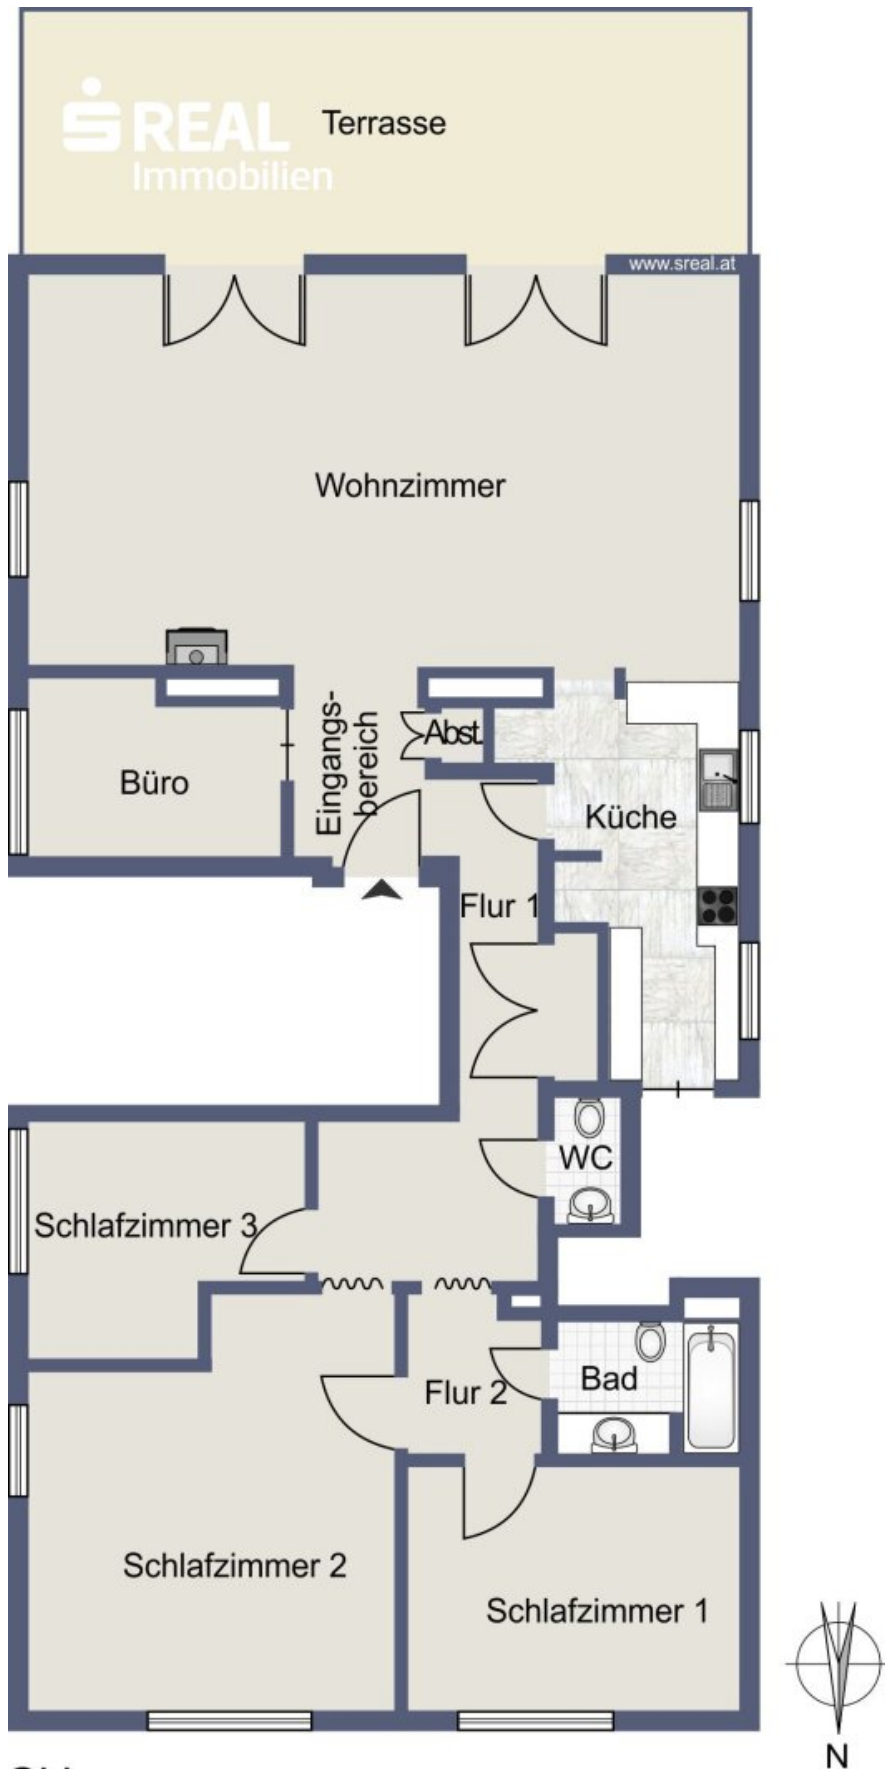 S REAL
Immobilien
Terrasse
www.sreal.at
Wohnzimmer
Eingangs-
bereich
Abst.
Büro
Küche
Flur 1
WC
Schlafzimmer 3
Bad
Flur 2
Schlafzimmer 2
Schlafzimmer 1
N